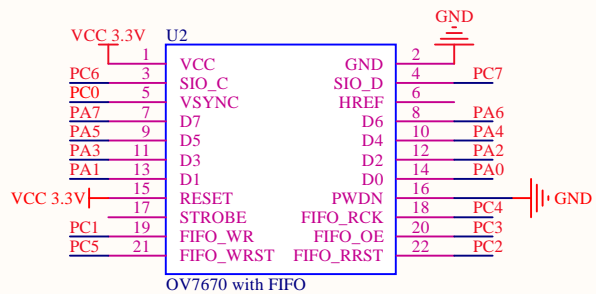 GND
VCC 3.3V U2
1 VCC GND 2
PC6 3 SIO_C SIO_D 4 PC7
PC0 5 VSYNC HREF 6
PA7 7 D7 D6 8 PA6
PA5 9 D5 D4 10 PA4
PA3 11 D3 D2 12 PA2
PA1 13 D1 D0 14 PA0
VCC 3.3V 15 RESET PWDN 16 GND
17 STROBE FIFO_RCK 18 PC4
PC1 19 FIFO_WR FIFO_OE 20 PC3
PC5 21 FIFO_WRST FIFO_RRST 22 PC2
OV7670 with FIFO